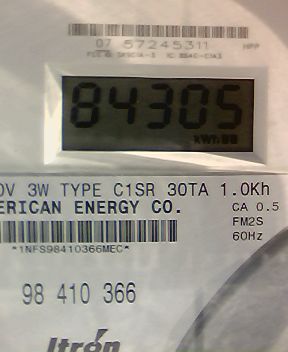 07 57245311
84305
kWh
0V 3W TYPE C1SR 30TA 1.0Kh
ERICAN ENERGY CO.
CA 0.5
FM2S
60Hz
*1NFS98410366MEC*
98 410 366
Itrón